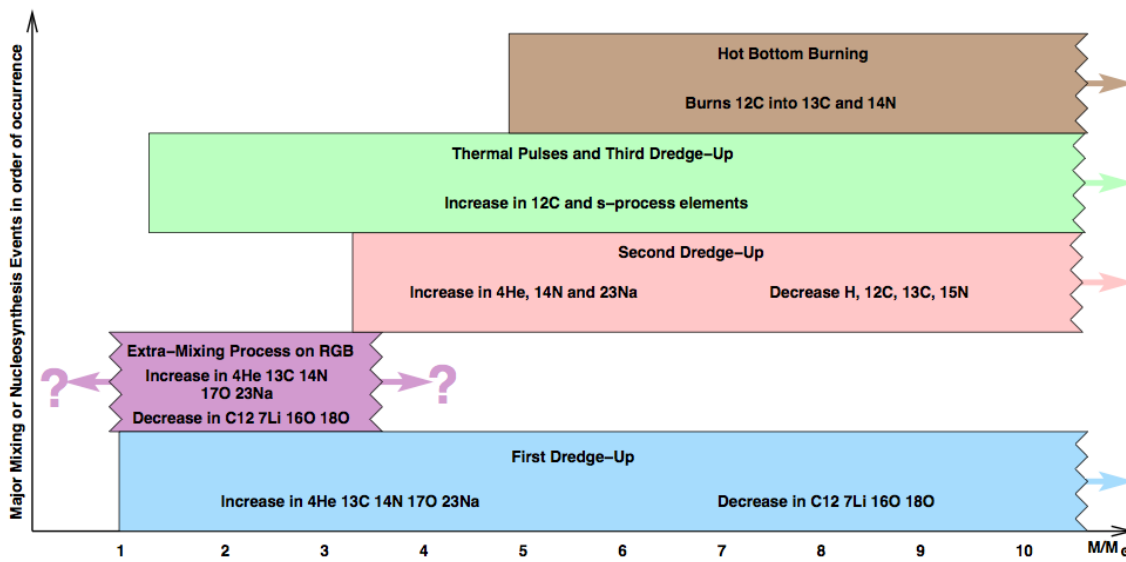 Major Mixing or Nucleosynthesis Events in order of occurrence
Hot Bottom Burning
Burns 12C into 13C and 14N
Thermal Pulses and Third Dredge-Up
Increase in 12C and s-process elements
Second Dredge-Up
Increase in 4He, 14N and 23Na
Decrease H, 12C, 13C, 15N
Extra-Mixing Process on RGB
Increase in 4He 13C 14N
17O 23Na
Decrease in C12 7Li 16O 18O
?
?
First Dredge-Up
Increase in 4He 13C 14N 17O 23Na
Decrease in C12 7Li 16O 18O
1 2 3 4 5 6 7 8 9 10 M/M